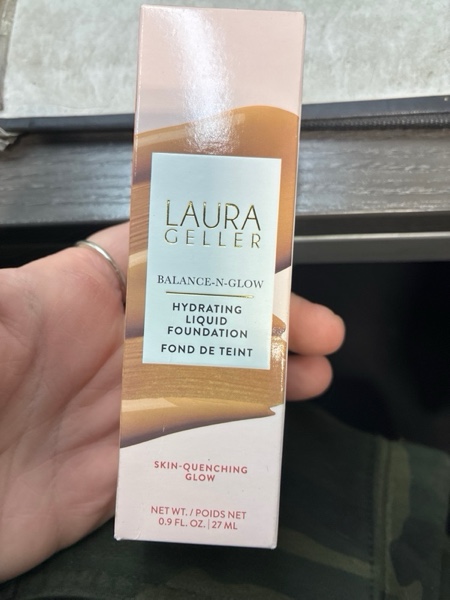 LAURA
GELLER
BALANCE-N-GLOW
HYDRATING
LIQUID
FOUNDATION
FOND DE TEINT
SKIN-QUENCHING
GLOW
NET WT. / POIDS NET
0.9 FL. OZ. | 27 ML